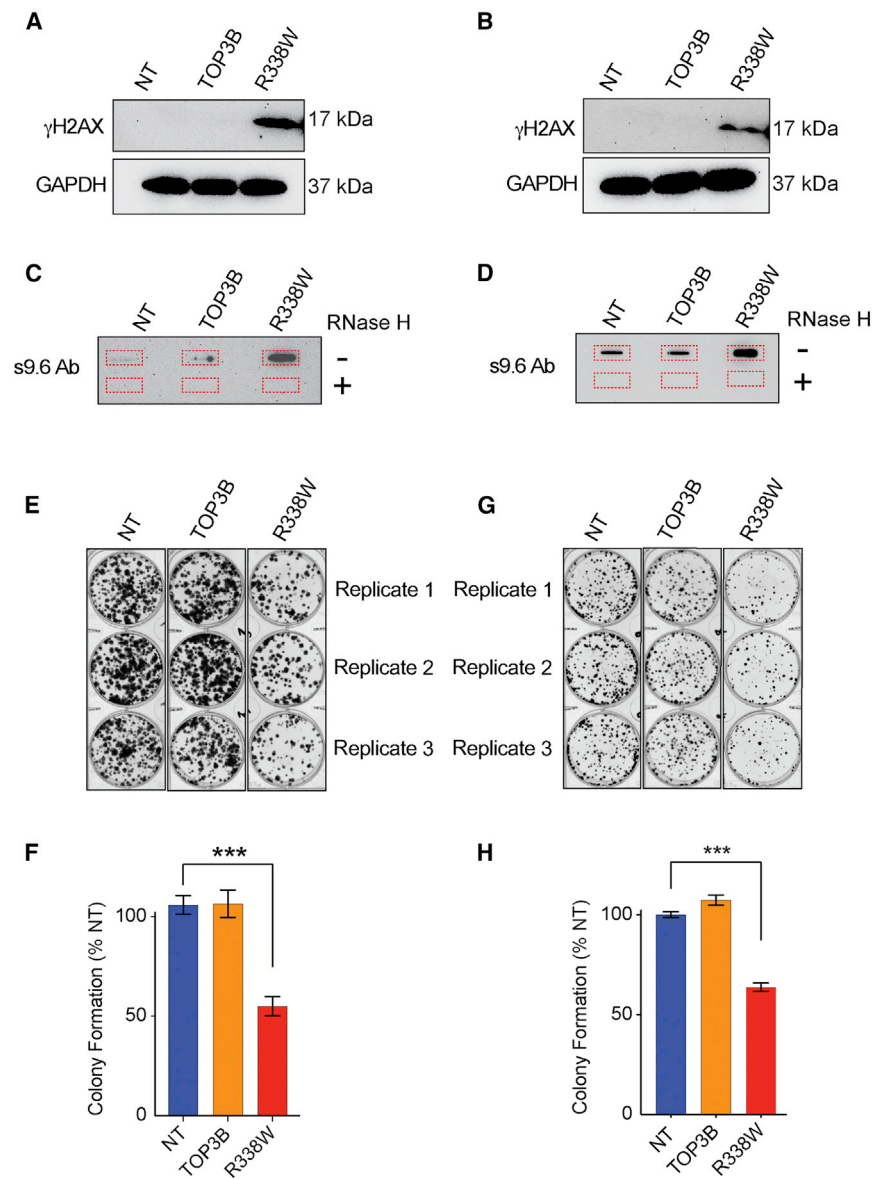 A
NT
TOP3B
R338W
γH2AX
17 kDa
GAPDH
37 kDa
B
NT
TOP3B
R338W
γH2AX
17 kDa
GAPDH
37 kDa
C
NT
TOP3B
R338W
RNase H
s9.6 Ab
-
+
D
NT
TOP3B
R338W
RNase H
s9.6 Ab
-
+
E
NT
TOP3B
R338W
Replicate 1
Replicate 2
Replicate 3
G
NT
TOP3B
R338W
Replicate 1
Replicate 2
Replicate 3
F
***
Colony Formation (% NT)
100
50
0
NT
TOP3B
R338W
H
***
Colony Formation (% NT)
100
50
0
NT
TOP3B
R338W